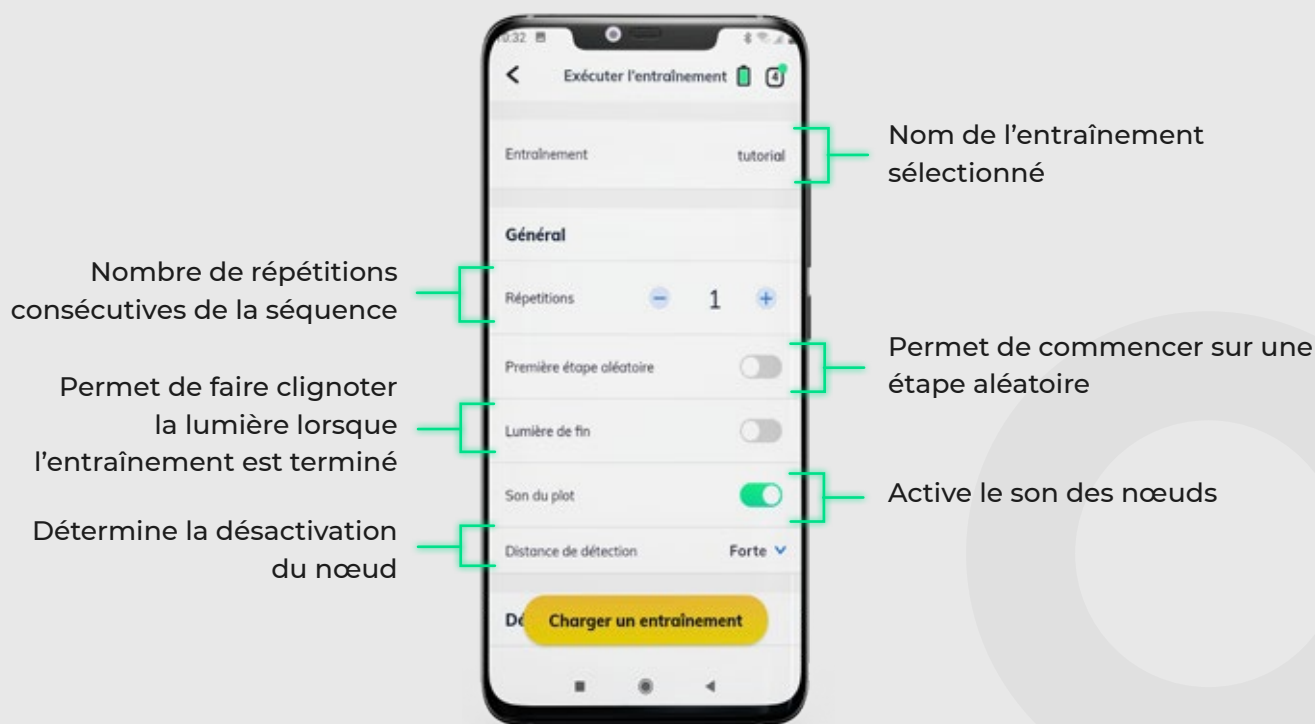 10:32
Exécuter l'entraînement 4
Entraînement tutorial
Général
Répetitions − 1 +
Première étape aléatoire
Lumière de fin
Son du plot
Distance de détection Forte
Dé
Charger un entraînement
Nombre de répétitions
consécutives de la séquence
Permet de faire clignoter
la lumière lorsque
l'entraînement est terminé
Détermine la désactivation
du nœud
Nom de l'entraînement
sélectionné
Permet de commencer sur une
étape aléatoire
Active le son des nœuds